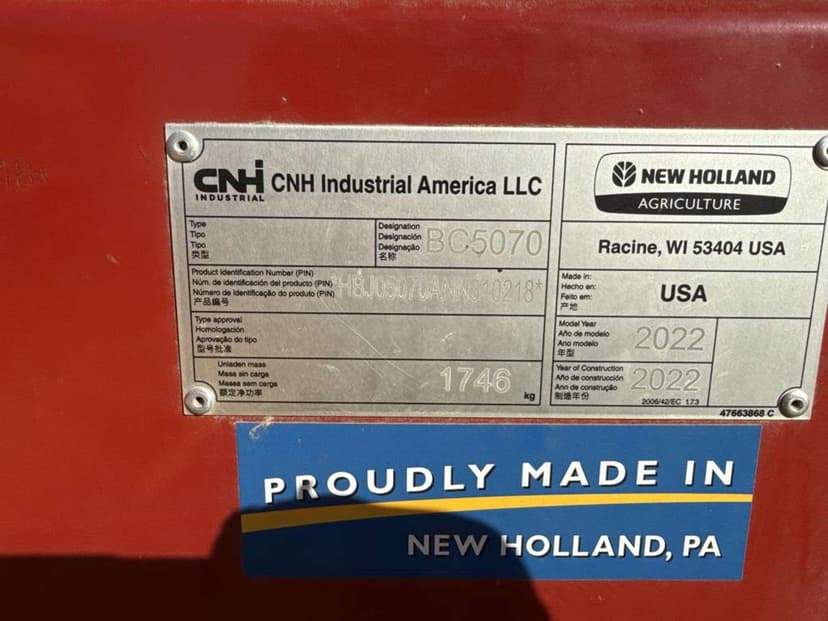 18*
CNH
INDUSTRIAL
CNH Industrial America LLC
Type
Tipo
Tipo
类型
Designation
Designación
Designação
名称
BC5070
Product Identification Number (PIN)
Núm. de identificación del producto (PIN)
Número de identificação do produto (PIN)
产品编号
Type approval
Homologación
Aprovação do tipo
型号批准
Unladen mass
Masa sin carga
Massa sem carga
额定净功率
1746
kg
NEW HOLLAND
AGRICULTURE
Racine, WI 53404 USA
Made in:
Hecho en:
Feito em:
产地
USA
Model Year
Año de modelo
Ano modelo
年型
2022
Year of Construction
Año de construcción
Ann de construção
制造年份
2022
2006/42/EC 1.7.3
47663868 C
PROUDLY MADE IN
NEW HOLLAND, PA